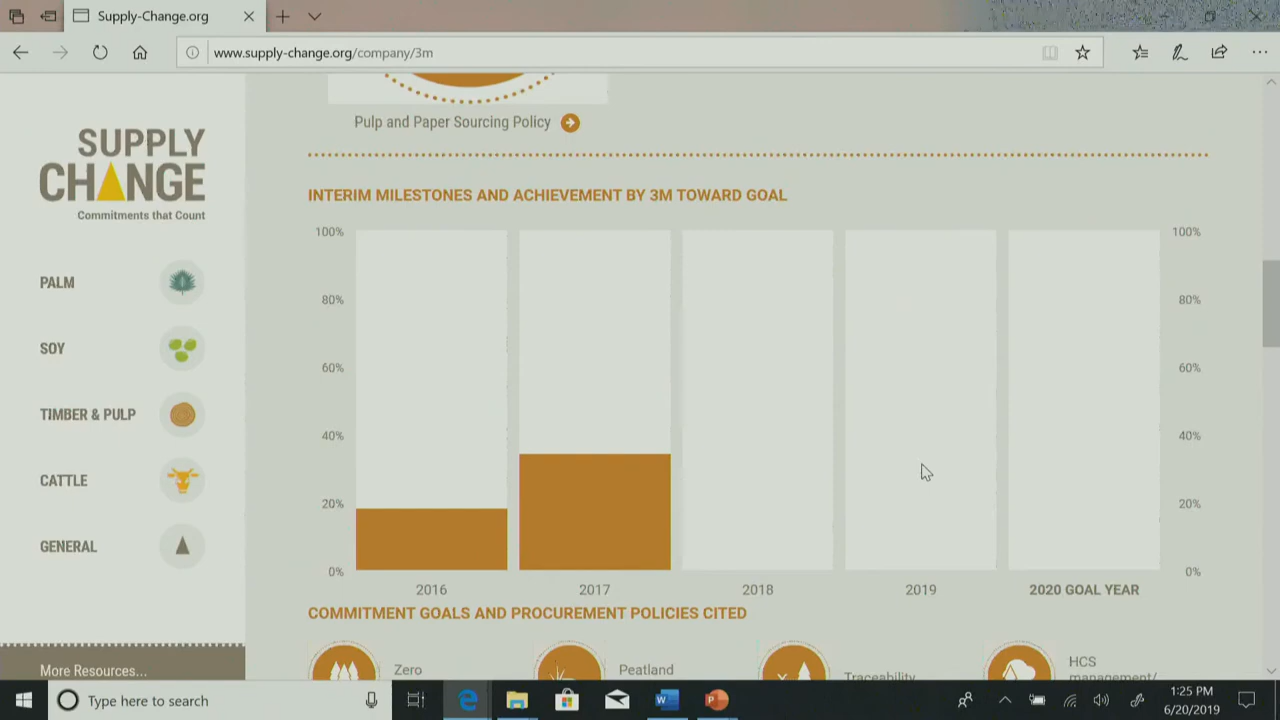 Supply-Change.org
www.supply-change.org/company/3m
SUPPLY
CHANGE
Commitments that Count
PALM
SOY
TIMBER & PULP
CATTLE
GENERAL
More Resources...
Pulp and Paper Sourcing Policy
INTERIM MILESTONES AND ACHIEVEMENT BY 3M TOWARD GOAL
100% 100%
80% 80%
60% 60%
40% 40%
20% 20%
0% 0%
2016 2017 2018 2019 2020 GOAL YEAR
COMMITMENT GOALS AND PROCUREMENT POLICIES CITED
Zero
Peatland
Traceability
HCS
management/
Type here to search
1:25 PM
6/20/2019